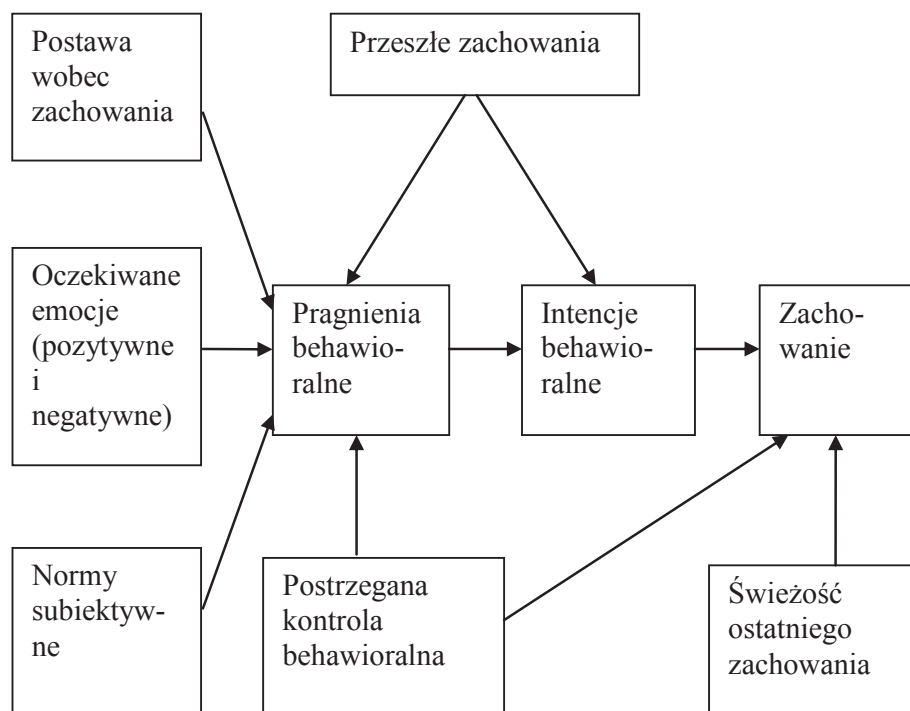 Postawa
wobec
zachowania
Przeszłe zachowania
Oczekiwane
emocje
(pozytywne
i
negatywne)
Pragnienia
behawio-
ralne
Intencje
behawio-
ralne
Zacho-
wanie
Normy
subiektyw-
ne
Postrzegana
kontrola
behawioralna
Świeżość
ostatniego
zachowania